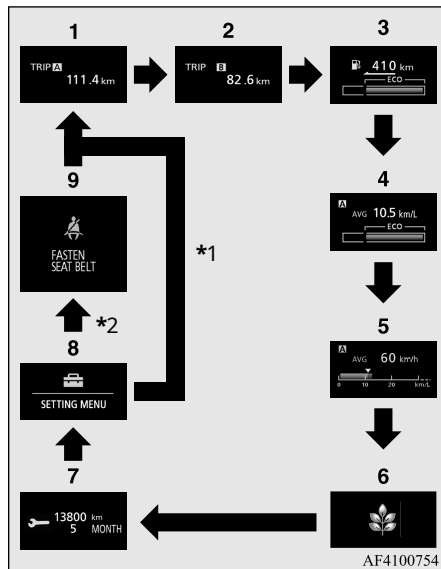 1
TRIP A
111.4 km
2
TRIP B
82.6 km
3
410 km
ECO
4
A
AVG 10.5 km/L
ECO
5
A
AVG 60 km/h
0 10 20 km/L
6
7
13800 km
5 MONTH
8
SETTING MENU
9
FASTEN
SEAT BELT
*1
*2
AF4100754